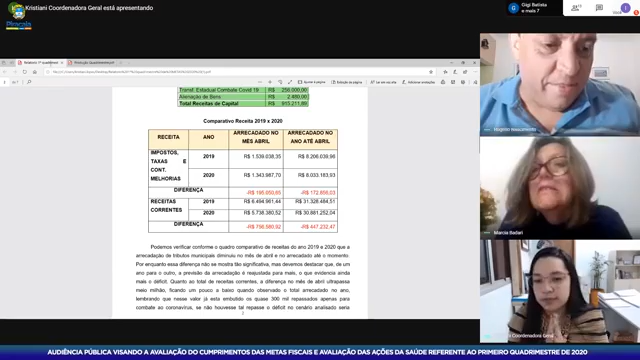 Kristiani Coordenadora Geral está apresentando
Piracaia
Gigi Batista
e mais 7
Transf. Estadual Combate Covid 19 R$ 250.000,00
Alienação de Bens R$ 2.480,00
Total Receitas de Capital R$ 915.211,88
Comparativo Receita 2019 x 2020
RECEITA ANO ARRECADADO NO MÊS ABRIL ARRECADADO NO ANO ATÉ ABRIL
IMPOSTOS, TAXAS E CONT. MELHORIAS
2019 R$ 1.539.038,35 R$ 8.206.039,96
2020 R$ 1.343.987,70 R$ 8.033.183,93
DIFERENÇA -R$ 195.050,65 -R$ 172.856,03
RECEITAS CORRENTES
2019 R$ 6.494.961,44 R$ 31.328.484,51
2020 R$ 5.738.380,52 R$ 30.881.252,04
DIFERENÇA -R$ 756.580,92 -R$ 447.232,47
Podemos verificar conforme o quadro comparativo de receitas do ano 2019 e 2020 que a
arrecadação de tributos municipais diminuiu no mês de abril e no arrecadado até o momento.
Por enquanto essa diferença não se mostra tão significativa, mas devemos destacar que, de
um ano para o outro, a previsão da arrecadação é reajustada para mais, o que evidencia ainda
mais o déficit. Quanto ao total de receitas correntes, a diferença no mês de abril ultrapassa
meio milhão, ficando um pouco a baixo quando observado o total arrecadado no ano,
lembrando que nesse valor já esta embutido os quase 300 mil repassados apenas para
combate ao coronavírus, se não houvesse tal repasse o déficit no cenário analisado seria
Rogério Nascimento
Marcia Badari
Kristiani Coordenadora Geral
AUDIÊNCIA PÚBLICA VISANDO A AVALIAÇÃO DO CUMPRIMENTOS DAS METAS FISCAIS E AVALIAÇÃO DAS AÇÕES DA SAÚDE REFERENTE AO PRIMEIRO QUADRIMESTRE DE 2020